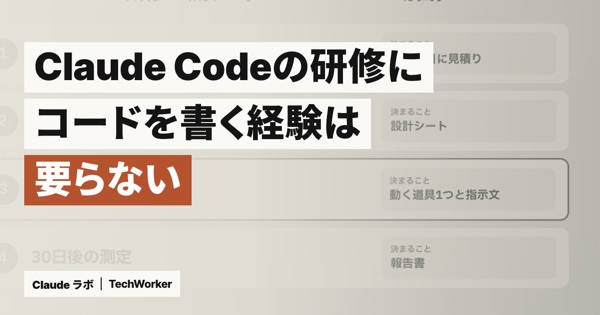 Claude Codeの研修に
コードを書く経験は
要らない
日に見積り
決まること
設計シート
決まること
動く道具1つと指示文
30日後の測定
決まること
報告書
Claude ラボ | TechWorker